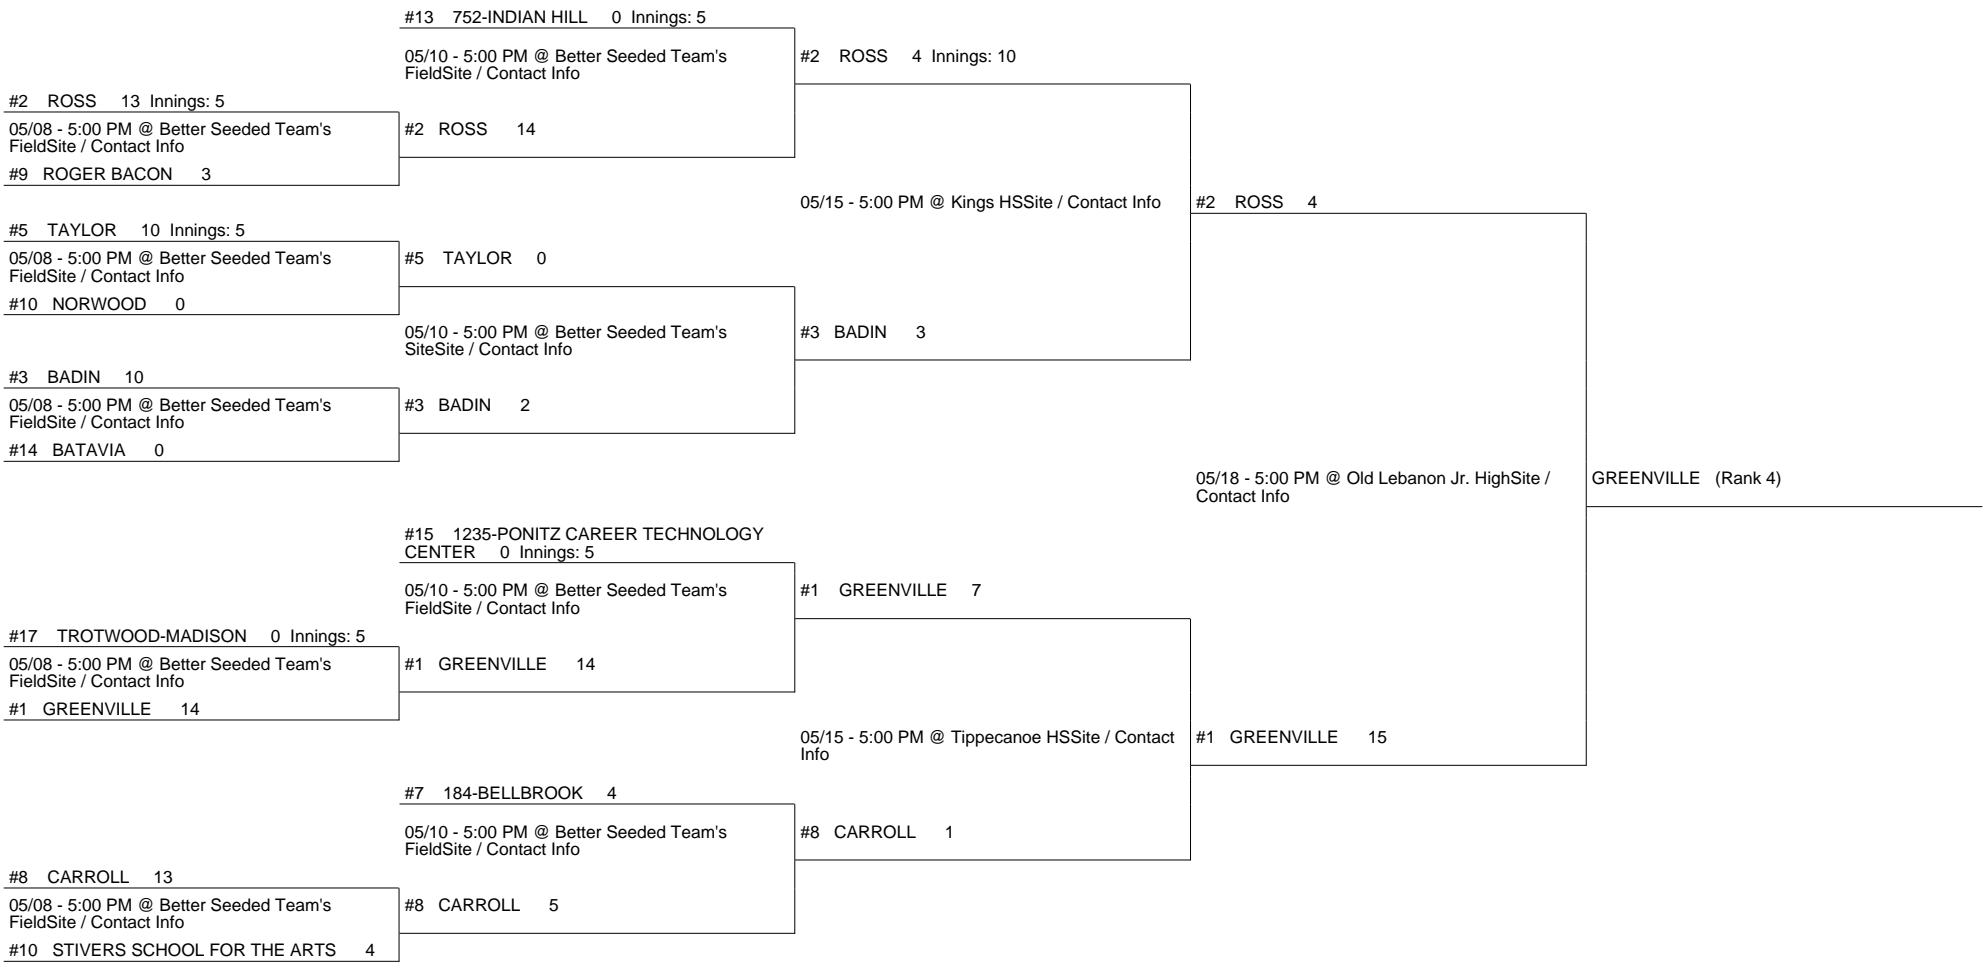 #13 752-INDIAN HILL 0 Innings: 5
05/10 - 5:00 PM @ Better Seeded Team's
FieldSite / Contact Info
#2 ROSS 4 Innings: 10
#2 ROSS 13 Innings: 5
05/08 - 5:00 PM @ Better Seeded Team's
FieldSite / Contact Info
#2 ROSS 14
#9 ROGER BACON 3
05/15 - 5:00 PM @ Kings HSSite / Contact Info
#2 ROSS 4
#5 TAYLOR 10 Innings: 5
05/08 - 5:00 PM @ Better Seeded Team's
FieldSite / Contact Info
#5 TAYLOR 0
#10 NORWOOD 0
05/10 - 5:00 PM @ Better Seeded Team's
SiteSite / Contact Info
#3 BADIN 3
#3 BADIN 10
05/08 - 5:00 PM @ Better Seeded Team's
FieldSite / Contact Info
#3 BADIN 2
#14 BATAVIA 0
05/18 - 5:00 PM @ Old Lebanon Jr. HighSite /
Contact Info
GREENVILLE (Rank 4)
#15 1235-PONITZ CAREER TECHNOLOGY
CENTER 0 Innings: 5
05/10 - 5:00 PM @ Better Seeded Team's
FieldSite / Contact Info
#1 GREENVILLE 7
#17 TROTWOOD-MADISON 0 Innings: 5
05/08 - 5:00 PM @ Better Seeded Team's
FieldSite / Contact Info
#1 GREENVILLE 14
#1 GREENVILLE 14
05/15 - 5:00 PM @ Tippecanoe HSSite / Contact
Info
#1 GREENVILLE 15
#7 184-BELLBROOK 4
05/10 - 5:00 PM @ Better Seeded Team's
FieldSite / Contact Info
#8 CARROLL 1
#8 CARROLL 13
05/08 - 5:00 PM @ Better Seeded Team's
FieldSite / Contact Info
#8 CARROLL 5
#10 STIVERS SCHOOL FOR THE ARTS 4